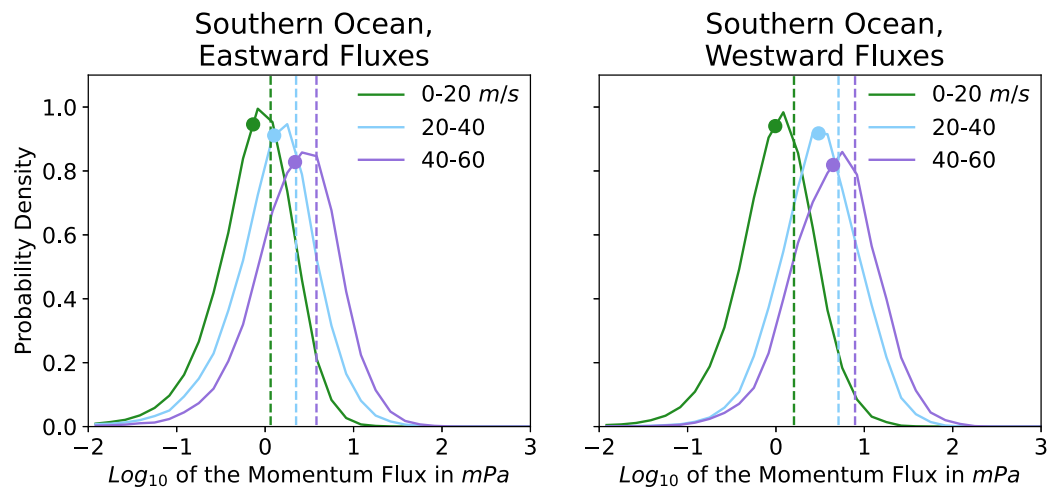 Southern Ocean,
Eastward Fluxes
Southern Ocean,
Westward Fluxes
Probability Density
1.0
0.8
0.6
0.4
0.2
0.0
0-20 m/s
20-40
40-60
0-20 m/s
20-40
40-60
−2 −1 0 1 2 3
−2 −1 0 1 2 3
Log₁₀ of the Momentum Flux in mPa
Log₁₀ of the Momentum Flux in mPa